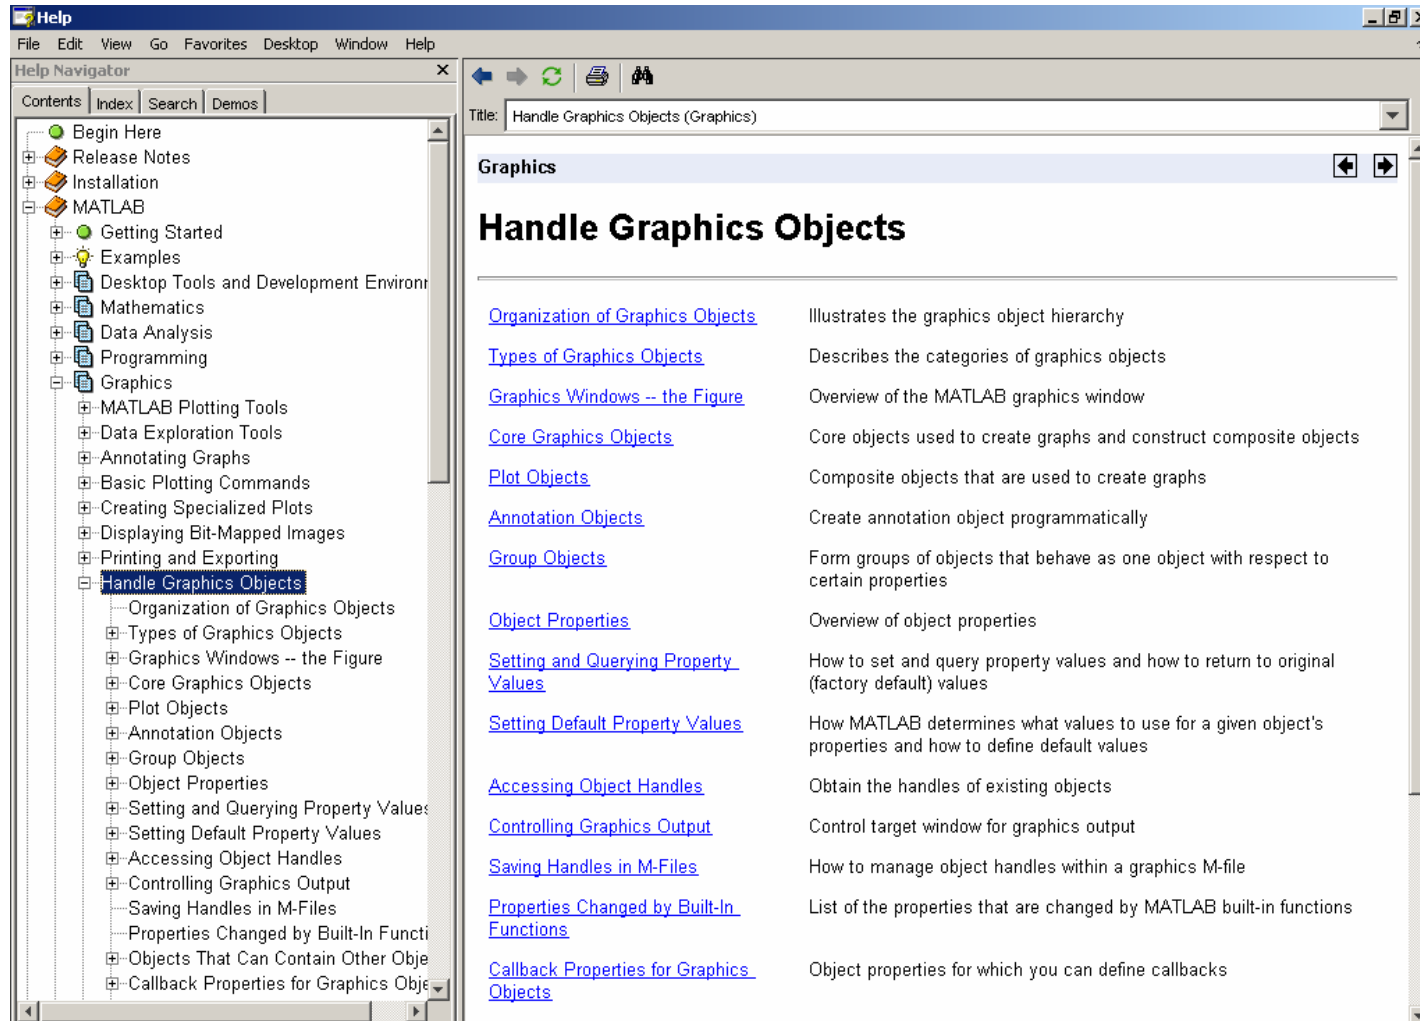 Help
File Edit View Go Favorites Desktop Window Help
Help Navigator
Contents Index Search Demos
Begin Here
Release Notes
Installation
MATLAB
Getting Started
Examples
Desktop Tools and Development Environ
Mathematics
Data Analysis
Programming
Graphics
MATLAB Plotting Tools
Data Exploration Tools
Annotating Graphs
Basic Plotting Commands
Creating Specialized Plots
Displaying Bit-Mapped Images
Printing and Exporting
Handle Graphics Objects
Organization of Graphics Objects
Types of Graphics Objects
Graphics Windows -- the Figure
Core Graphics Objects
Plot Objects
Annotation Objects
Group Objects
Object Properties
Setting and Querying Property Values
Setting Default Property Values
Accessing Object Handles
Controlling Graphics Output
Saving Handles in M-Files
Properties Changed by Built-In Functi
Objects That Can Contain Other Obje
Callback Properties for Graphics Obje
Title: Handle Graphics Objects (Graphics)
Graphics
Handle Graphics Objects
Organization of Graphics Objects Illustrates the graphics object hierarchy
Types of Graphics Objects Describes the categories of graphics objects
Graphics Windows -- the Figure Overview of the MATLAB graphics window
Core Graphics Objects Core objects used to create graphs and construct composite objects
Plot Objects Composite objects that are used to create graphs
Annotation Objects Create annotation object programmatically
Group Objects Form groups of objects that behave as one object with respect to
certain properties
Object Properties Overview of object properties
Setting and Querying Property How to set and query property values and how to return to original
Values (factory default) values
Setting Default Property Values How MATLAB determines what values to use for a given object's
properties and how to define default values
Accessing Object Handles Obtain the handles of existing objects
Controlling Graphics Output Control target window for graphics output
Saving Handles in M-Files How to manage object handles within a graphics M-file
Properties Changed by Built-In List of the properties that are changed by MATLAB built-in functions
Functions
Callback Properties for Graphics Object properties for which you can define callbacks
Objects